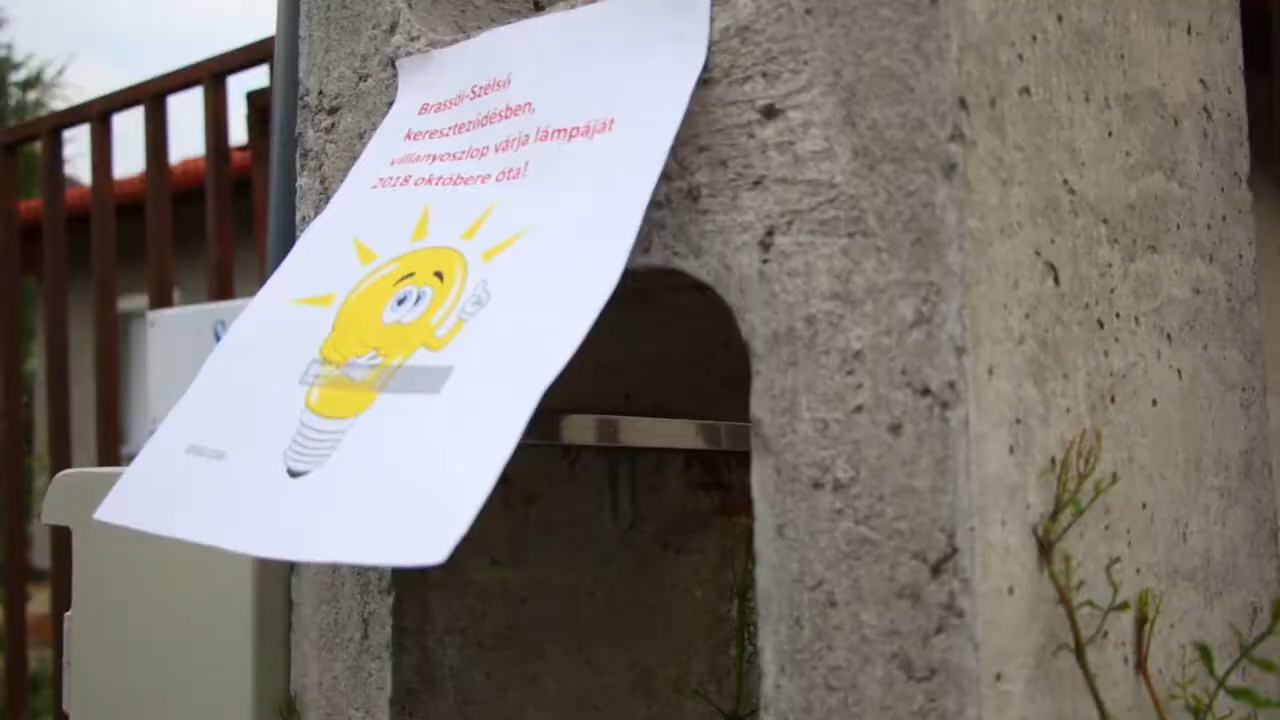 Brassói-Szélső
kereszteződésben,
villanyoszlop várja lámpáját
2018 októbere óta!